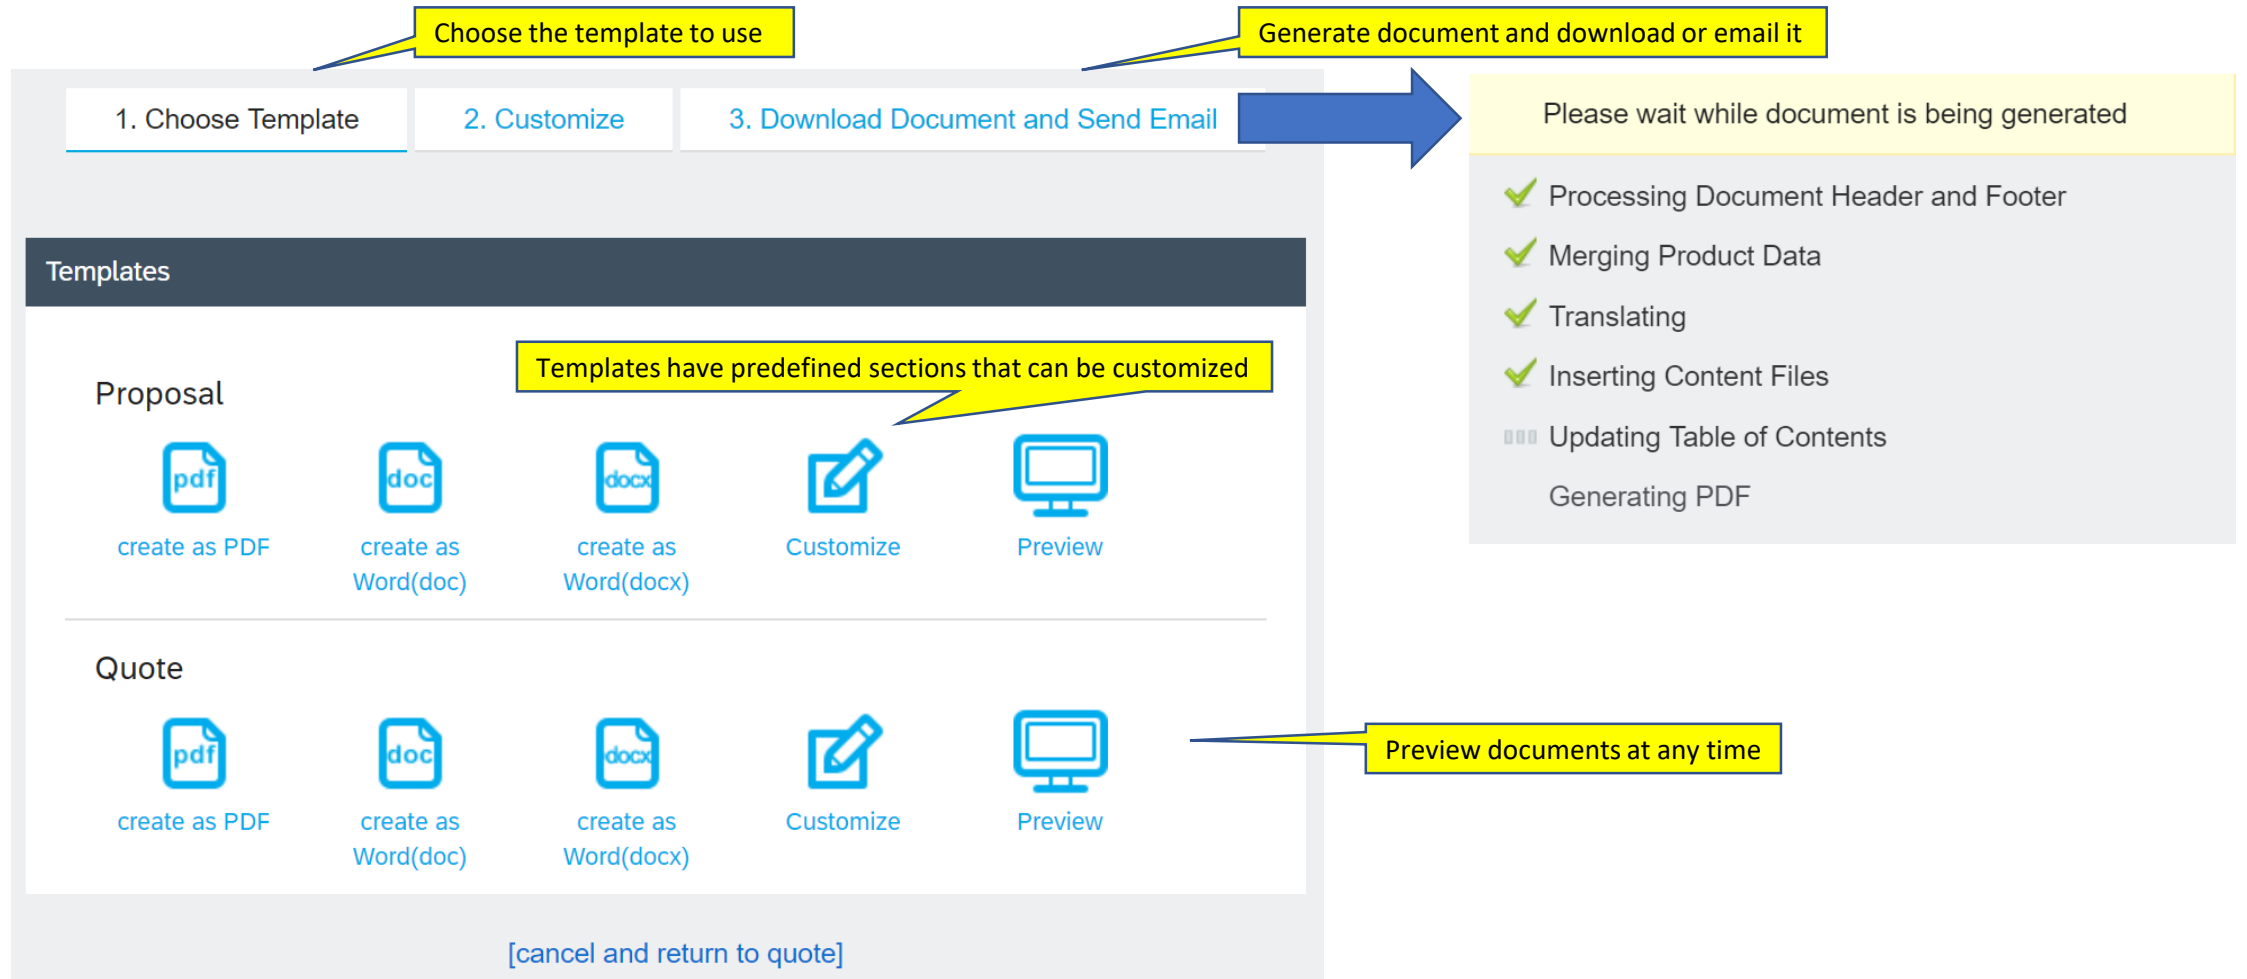 Choose the template to use
Generate document and download or email it
1. Choose Template
2. Customize
3. Download Document and Send Email
Please wait while document is being generated
Processing Document Header and Footer
Merging Product Data
Translating
Inserting Content Files
Updating Table of Contents
Generating PDF
Templates
Templates have predefined sections that can be customized
Proposal
pdf
doc
docx
create as PDF
create as
Word(doc)
create as
Word(docx)
Customize
Preview
Quote
pdf
doc
docx
create as PDF
create as
Word(doc)
create as
Word(docx)
Customize
Preview
Preview documents at any time
[cancel and return to quote]